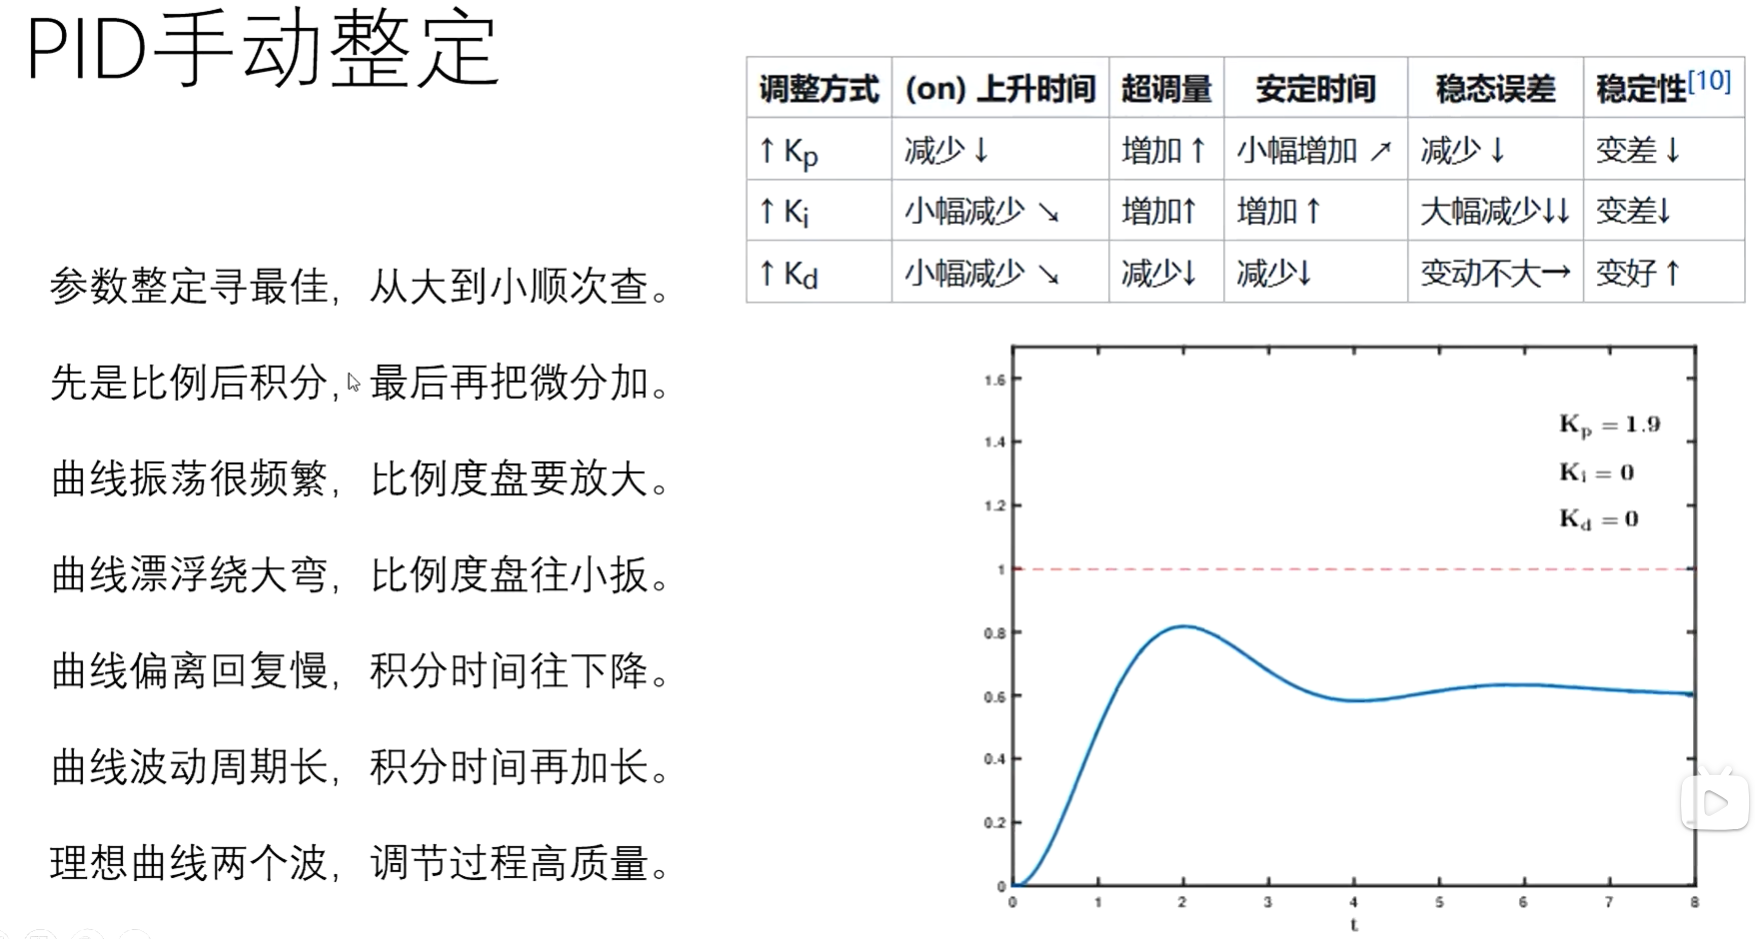 PID手动整定
调整方式 (on) 上升时间 超调量 安定时间 稳态误差 稳定性[10]
↑ Kp 减少↓ 增加↑ 小幅增加 ↗ 减少↓ 变差↓
↑ Ki 小幅减少 ↘ 增加↑ 增加↑ 大幅减少↓↓ 变差↓
↑ Kd 小幅减少 ↘ 减少↓ 减少↓ 变动不大→ 变好↑
参数整定寻最佳，从大到小顺次查。
先是比例后积分，最后再把微分加。
曲线振荡很频繁，比例度盘要放大。
曲线漂浮绕大弯，比例度盘往小扳。
曲线偏离回复慢，积分时间往下降。
曲线波动周期长，积分时间再加长。
理想曲线两个波，调节过程高质量。
Kp = 1.9
Ki = 0
Kd = 0
1.6
1.4
1.2
1
0.8
0.6
0.4
0.2
0
0 1 2 3 4 5 6 7 8
t